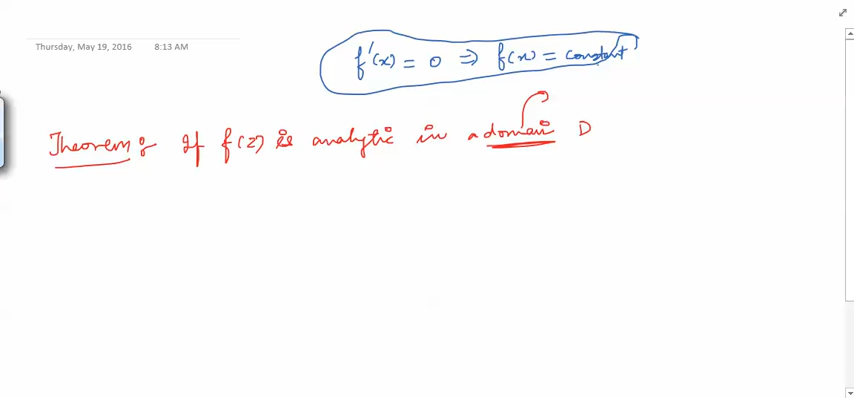 Thursday, May 19, 2016 8:13 AM
f'(x) = 0 ⇒ f(x) = constant
Theorem : If f(z) is analytic in a domain D